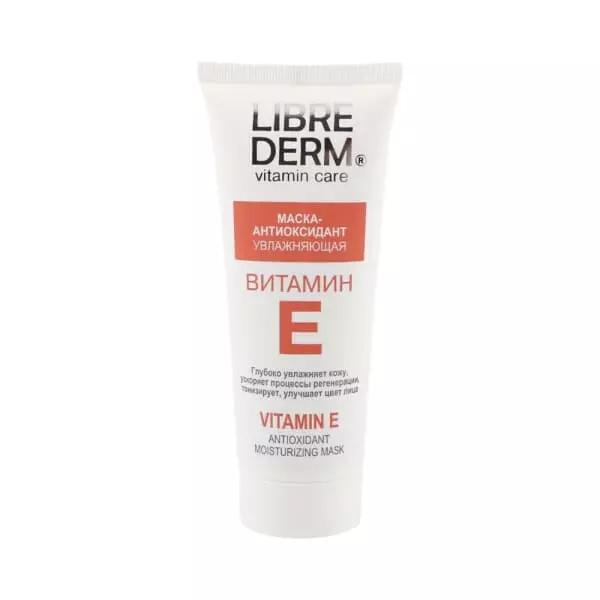 LIBRE
DERM®
vitamin care
МАСКА-
АНТИОКСИДАНТ
УВЛАЖНЯЮЩАЯ
ВИТАМИН
E
Глубоко увлажняет кожу,
ускоряет процессы регенерации,
тонизирует, улучшает цвет лица
VITAMIN E
ANTIOXIDANT
MOISTURIZING MASK